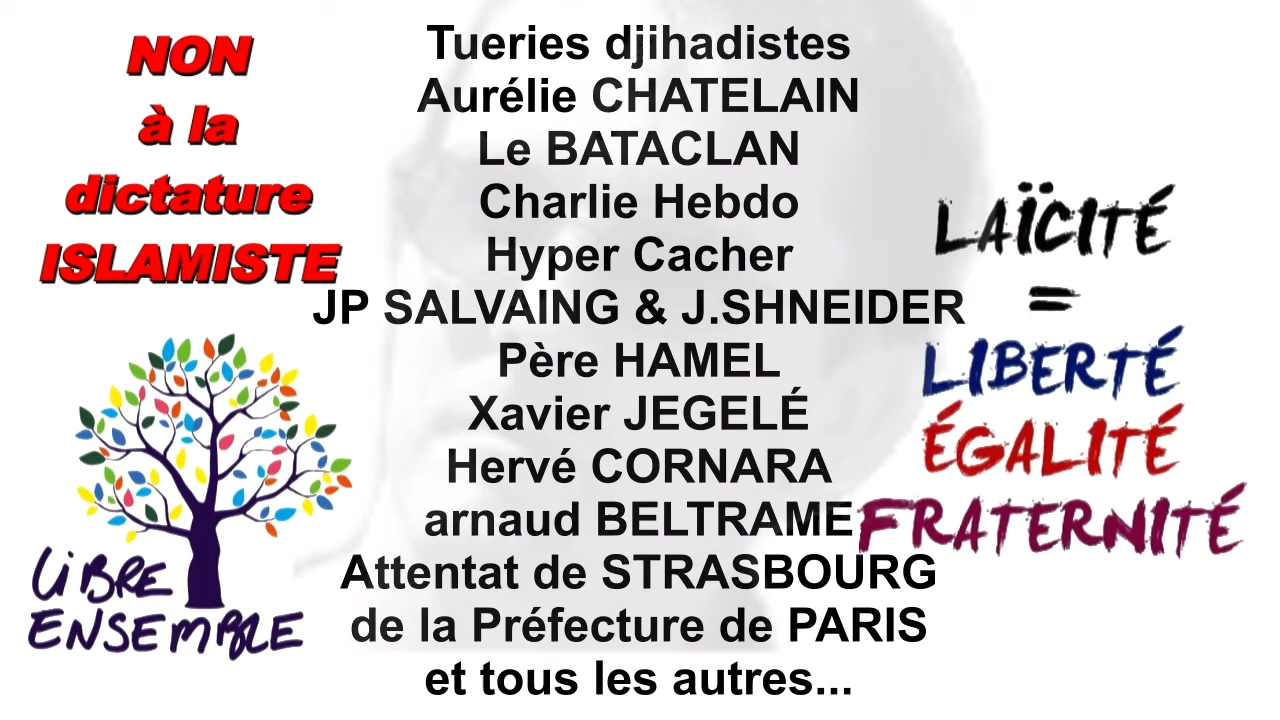 NON
à la
dictature
ISLAMISTE
LiBRE
ENSEMBLE
Tueries djihadistes
Aurélie CHATELAIN
Le BATACLAN
Charlie Hebdo
Hyper Cacher
JP SALVAING & J.SHNEIDER
Père HAMEL
Xavier JEGELÉ
Hervé CORNARA
arnaud BELTRAME
Attentat de STRASBOURG
de la Préfecture de PARIS
et tous les autres...
LAÏCITÉ
=
LIBERTÉ
ÉGALITÉ
FRATERNITÉ